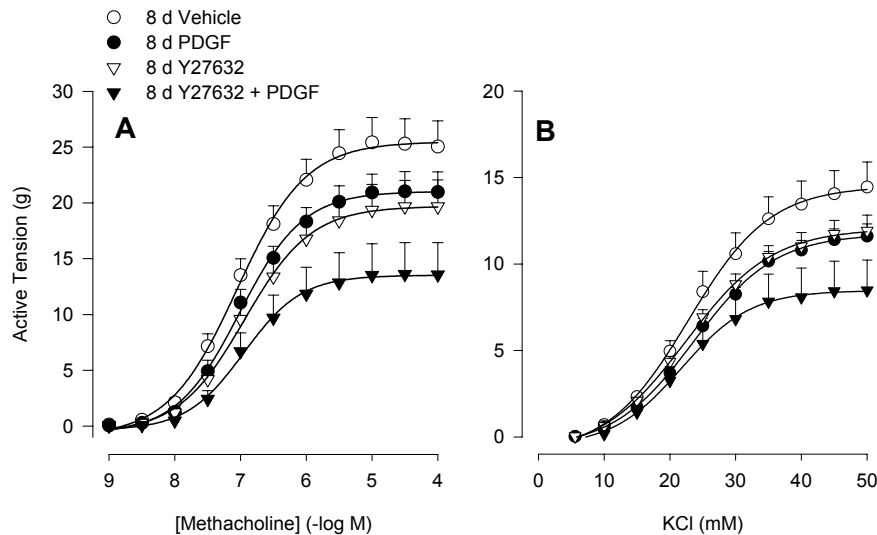 8 d Vehicle
8 d PDGF
8 d Y27632
8 d Y27632 + PDGF
A
Active Tension (g)
30
25
20
15
10
5
0
9 8 7 6 5 4
[Methacholine] (-log M)
B
20
15
10
5
0
0 10 20 30 40 50
KCl (mM)